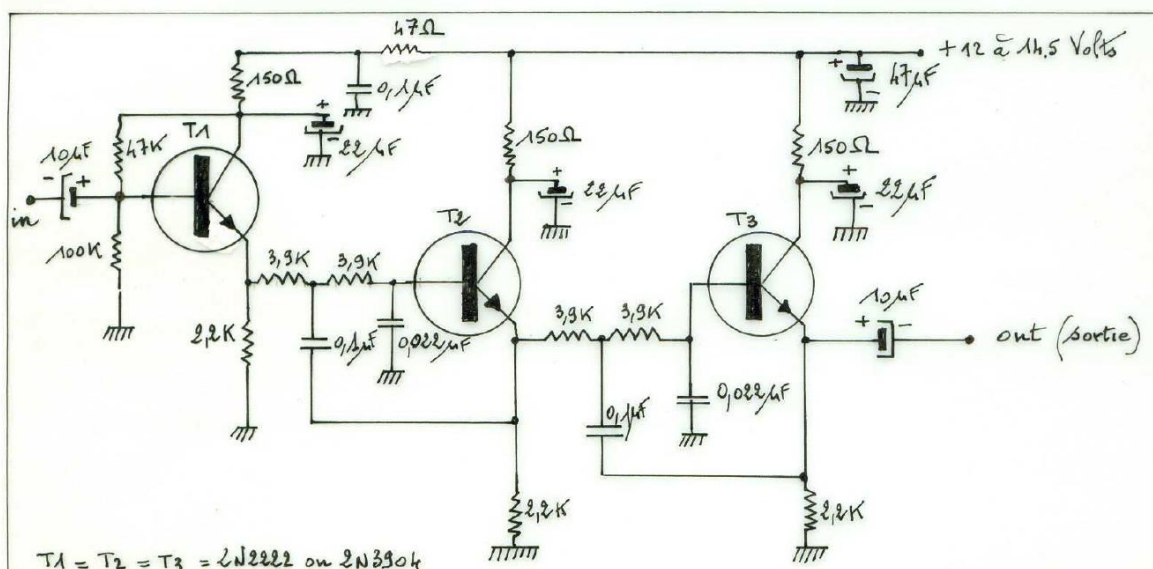 47Ω
+12 à 14,5 Volts
150Ω
0,1µF
47µF
+
-
T1
47K
+
-
22µF
150Ω
150Ω
10µF
-
+
in
100K
+
-
22µF
+
-
22µF
T2
T3
3,9K
3,9K
10µF
+
-
2,2K
0,1µF
0,022µF
3,9K
3,9K
out (sortie)
0,1µF
0,022µF
2,2K
2,2K
T1 = T2 = T3 = 2N2222 ou 2N3904